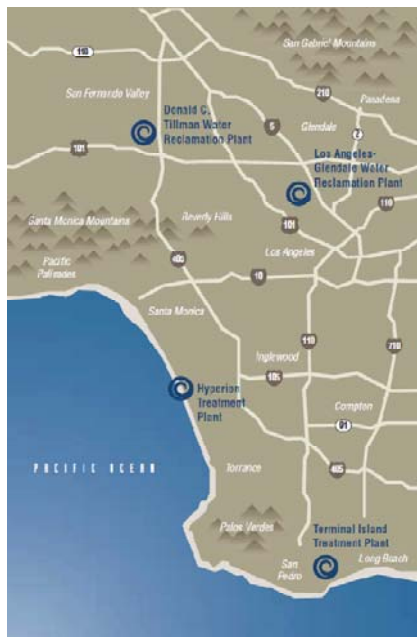 San Gabriel Mountains
118
San Fernando Valley
210
Pasadena
Donald C.
Tillman Water
Reclamation Plant
5
Glendale
2
101
Los Angeles-
Glendale Water
Reclamation Plant
110
Santa Monica Mountains
Beverly Hills
101
Los Angeles
Pacific
Palisades
405
10
Santa Monica
110
210
Inglewood
105
Hyperion
Treatment
Plant
Compton
91
PACIFIC OCEAN
Torrance
405
Palos Verdes
Terminal Island
Treatment Plant
San
Pedro
Long Beach